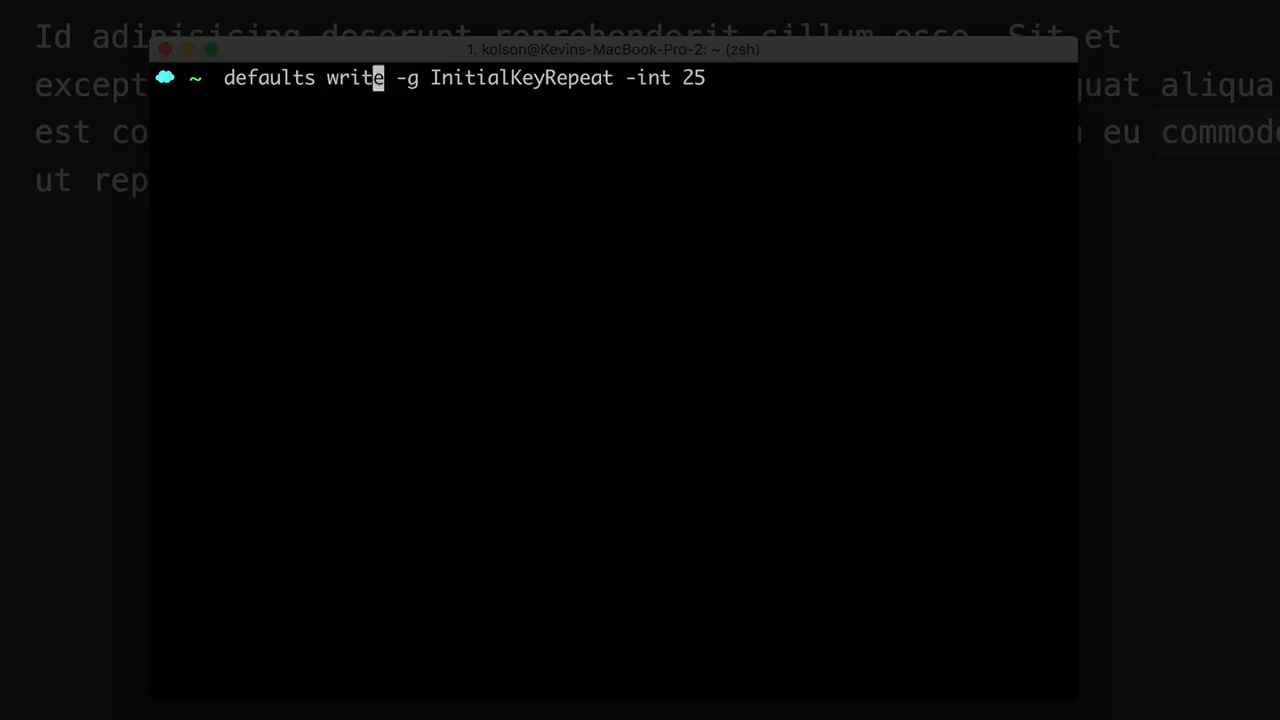 Id adipisicing deserunt reprehenderit cillum esse. Sit et
1. kolson@Kevins-MacBook-Pro-2: ~ (zsh)
~ defaults write -g InitialKeyRepeat -int 25
except quat aliqua
est co eu commodo
ut rep